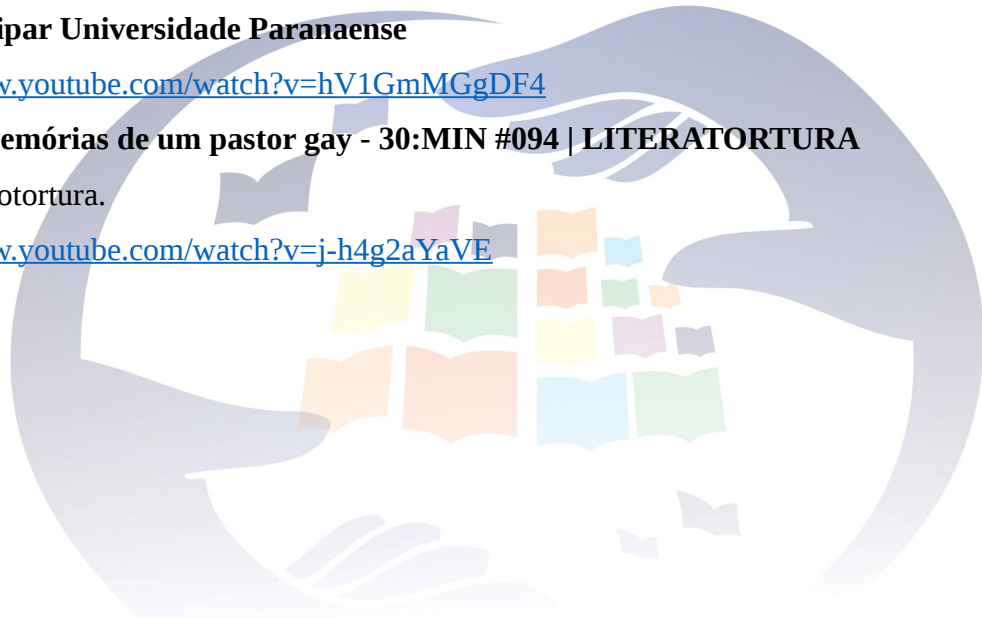 ipar Universidade Paranaense
w.youtube.com/watch?v=hV1GmMGgDF4
emórias de um pastor gay - 30:MIN #094 | LITERATORTURA
otortura.
w.youtube.com/watch?v=j-h4g2aYaVE